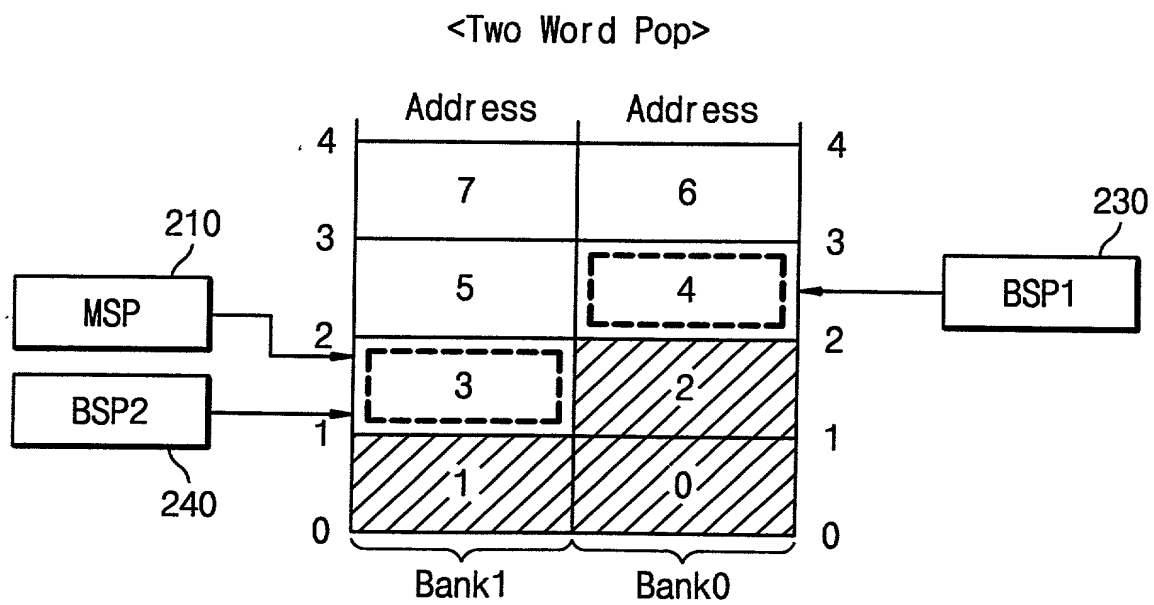 <Two Word Pop>
Address Address
4 4
7 6
210 230
3 3
MSP 5 4 BSP1
2 2
BSP2 3 2
1 1
240 1 0
0 0
Bank1 Bank0